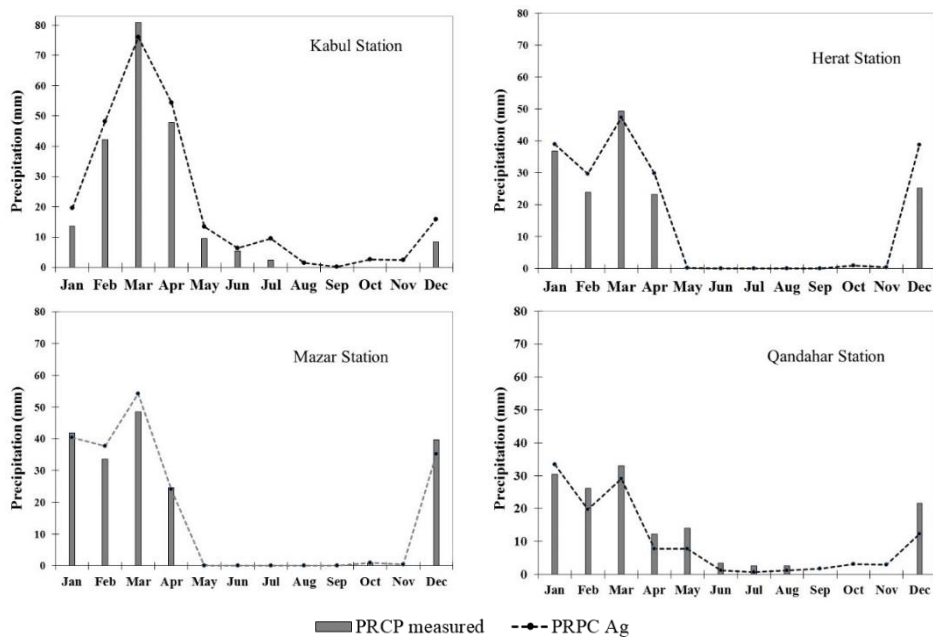 Kabul Station
Precipitation (mm)
80
70
60
50
40
30
20
10
0
Jan Feb Mar Apr May Jun Jul Aug Sep Oct Nov Dec
Herat Station
Precipitation (mm)
80
70
60
50
40
30
20
10
0
Jan Feb Mar Apr May Jun Jul Aug Sep Oct Nov Dec
Mazar Station
Precipitation (mm)
80
70
60
50
40
30
20
10
0
Jan Feb Mar Apr May Jun Jul Aug Sep Oct Nov Dec
Qandahar Station
Precipitation (mm)
80
70
60
50
40
30
20
10
0
Jan Feb Mar Apr May Jun Jul Aug Sep Oct Nov Dec
PRCP measured PRPC Ag